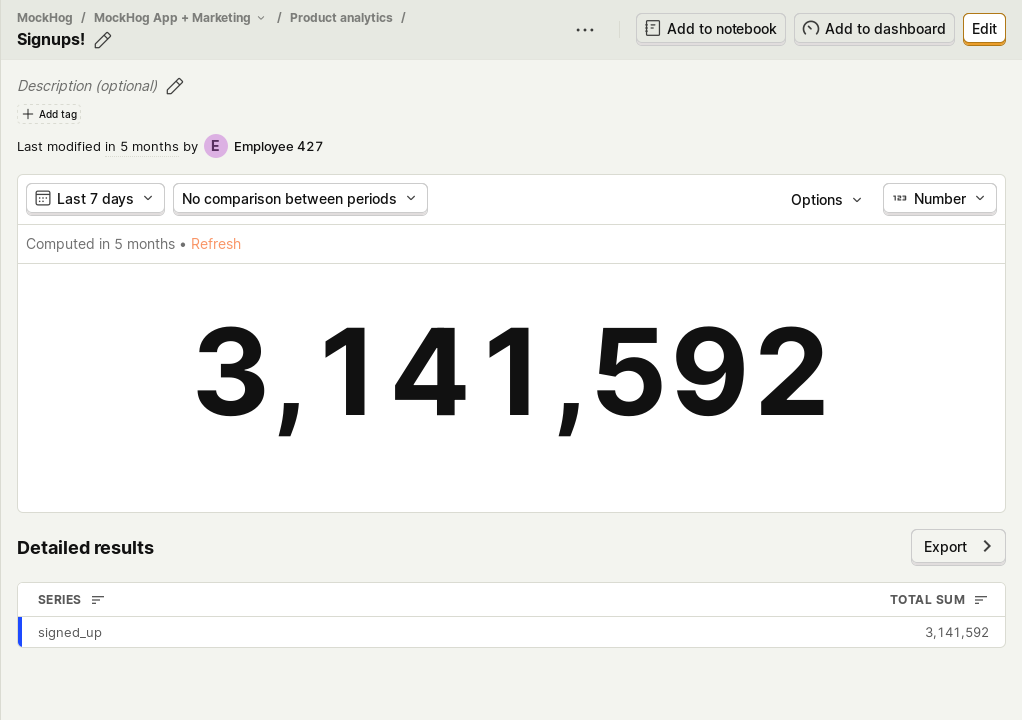 MockHog / MockHog App + Marketing / Product analytics /
Signups!
Add to notebook
Add to dashboard
Edit
Description (optional)
Add tag
Last modified in 5 months by E Employee 427
Last 7 days
No comparison between periods
Options
123 Number
Computed in 5 months • Refresh
3,141,592
Detailed results
Export
SERIES
TOTAL SUM
signed_up
3,141,592